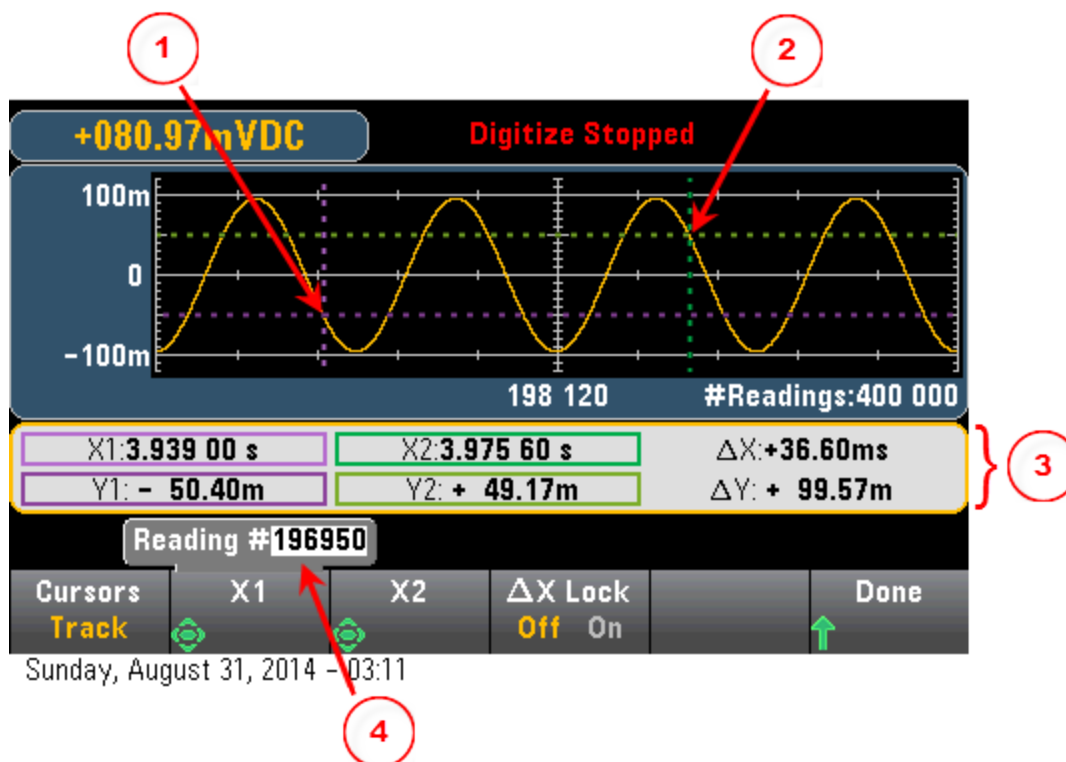 1
2
+080.97mVDC
Digitize Stopped
100m
0
-100m
198 120
#Readings:400 000
X1:3.939 00 s
X2:3.975 60 s
ΔX:+36.60ms
Y1: - 50.40m
Y2: + 49.17m
ΔY: + 99.57m
3
Reading #196950
Cursors
X1
X2
ΔX Lock
Done
Track
Off On
Sunday, August 31, 2014 - 03:11
4